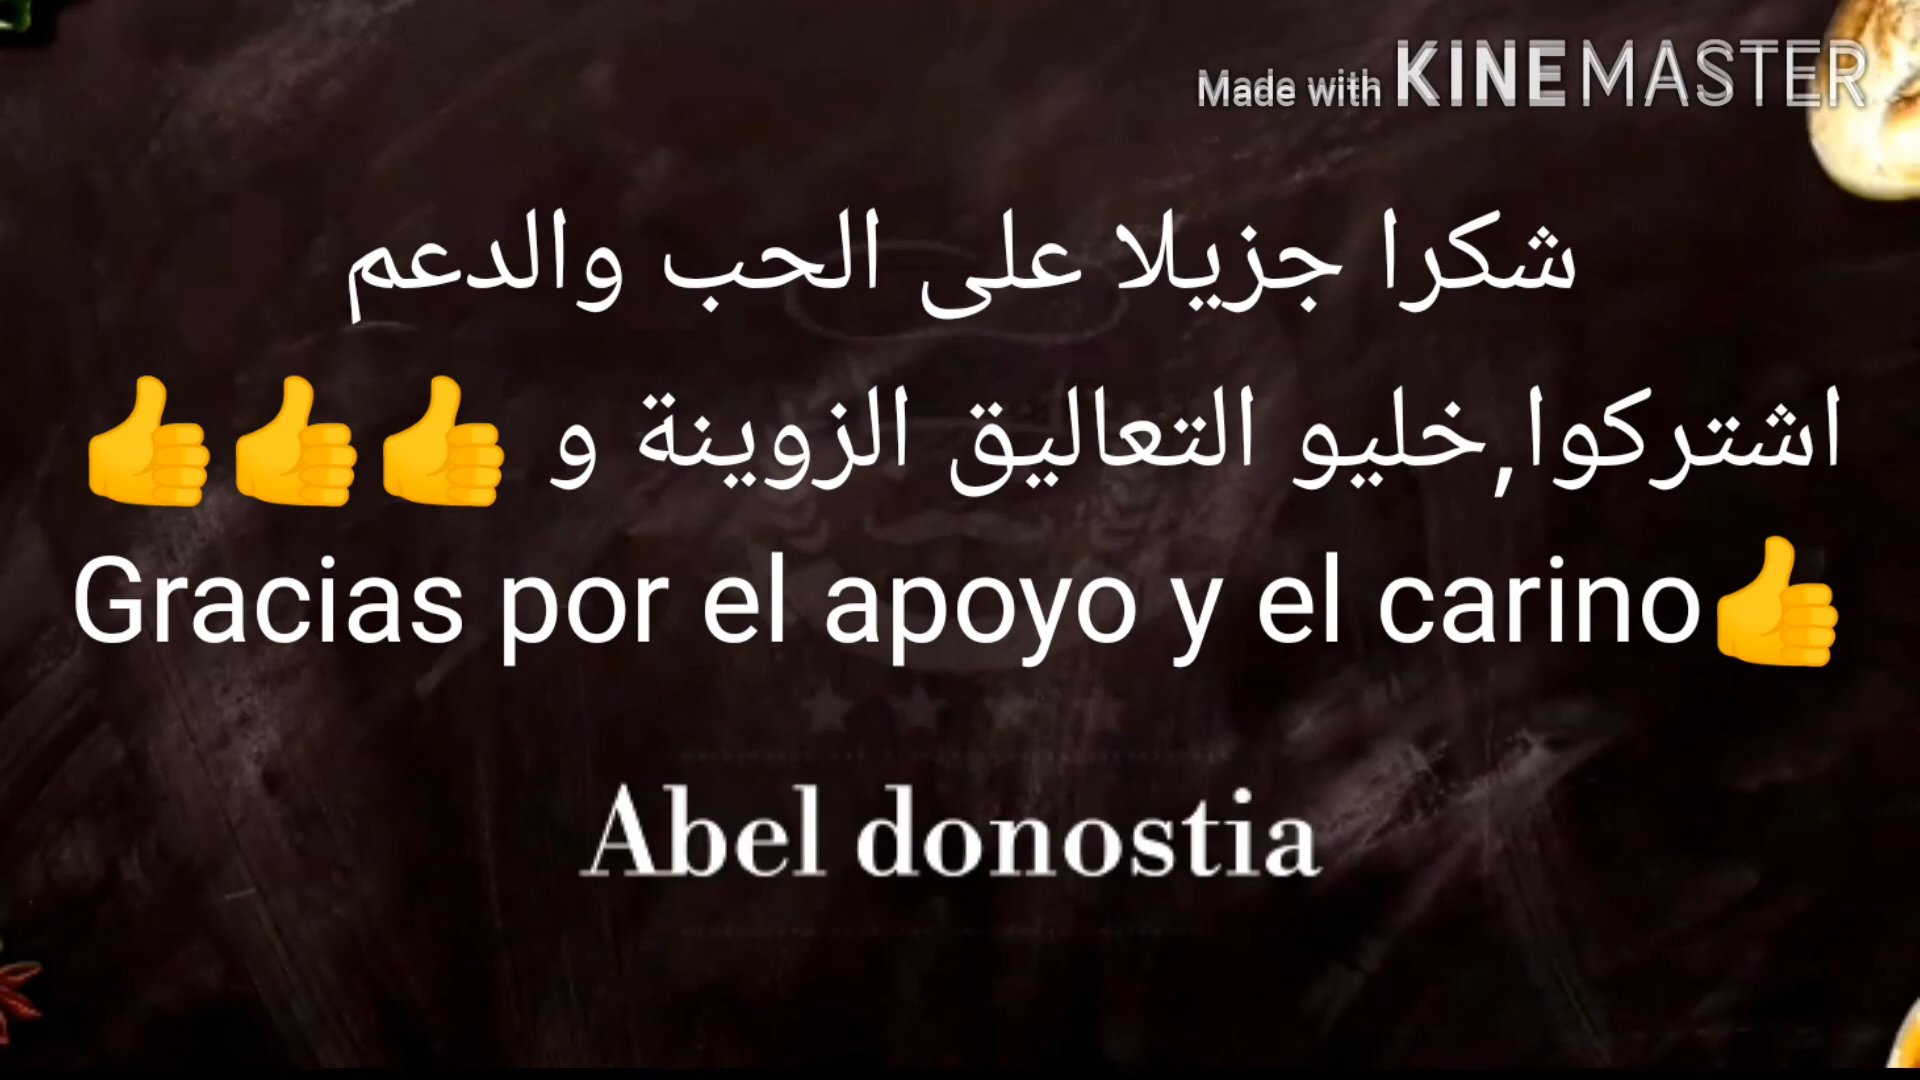 Made with KINEMASTER
شكرا جزيلا على الحب والدعم
اشتركوا,خليو التعاليق الزوينة و 👍👍👍
Gracias por el apoyo y el carino👍
Abel donostia